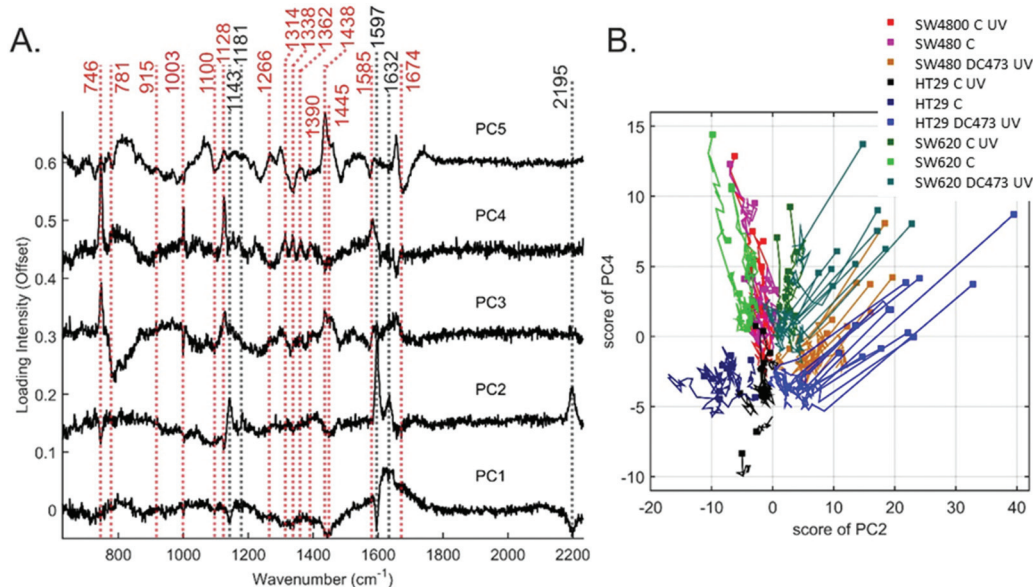 A.
746
781
915
1003
1100
1128
1143
1181
1266
1314
1338
1362
1390
1438
1445
1585
1597
1632
1674
2195
PC5
PC4
PC3
PC2
PC1
0.6
0.5
0.4
0.3
0.2
0.1
0
Loading Intensity (Offset)
800 1000 1200 1400 1600 1800 2000 2200
Wavenumber (cm-1)
B.
SW4800 C UV
SW480 C
SW480 DC473 UV
HT29 C UV
HT29 C
HT29 DC473 UV
SW620 C UV
SW620 C
SW620 DC473 UV
15
10
5
0
-5
-10
score of PC4
-20 -10 0 10 20 30 40
score of PC2